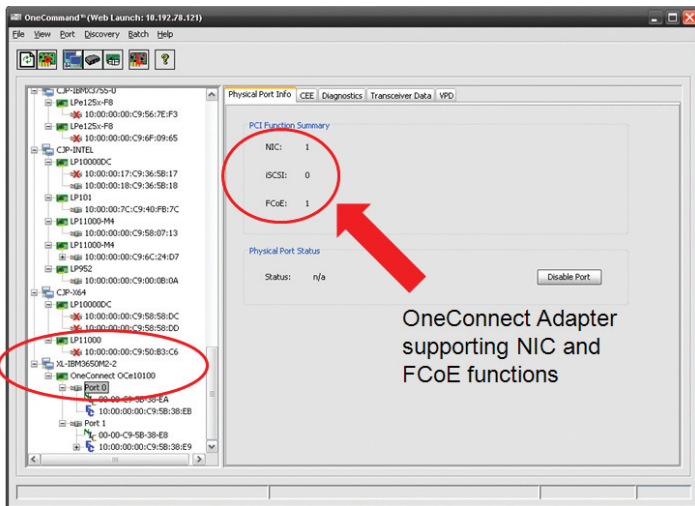 OneCommand™ (Web Launch: 10.192.78.121)
File View Port Discovery Batch Help
CJP-IBMX3755-0
LPe125x-F8
10:00:00:00:C9:56:7E:F3
LPe125x-F8
10:00:00:00:C9:6F:09:65
CJP-INTEL
LP10000DC
10:00:00:17:C9:36:5B:17
10:00:00:18:C9:36:5B:18
LP101
10:00:00:7C:C9:40:FB:7C
LP11000-M4
10:00:00:00:C9:58:07:13
LP11000-M4
10:00:00:00:C9:6C:24:D7
LP952
10:00:00:00:C9:00:0B:0A
CJP-X64
LP10000DC
10:00:00:00:C9:58:58:DC
10:00:00:00:C9:58:58:DD
LP11000
10:00:00:00:C9:50:B3:C6
XL-IBM3650M2-2
OneConnect OCe10100
Port 0
00-00-C9-5B-38-EA
10:00:00:00:C9:5B:38:EB
Port 1
00-00-C9-5B-38-E8
10:00:00:00:C9:5B:38:E9
Physical Port Info CEE Diagnostics Transceiver Data VPD
PCI Function Summary
NIC: 1
iSCSI: 0
FCoE: 1
Physical Port Status
Status: n/a
Disable Port
OneConnect Adapter
supporting NIC and
FCoE functions